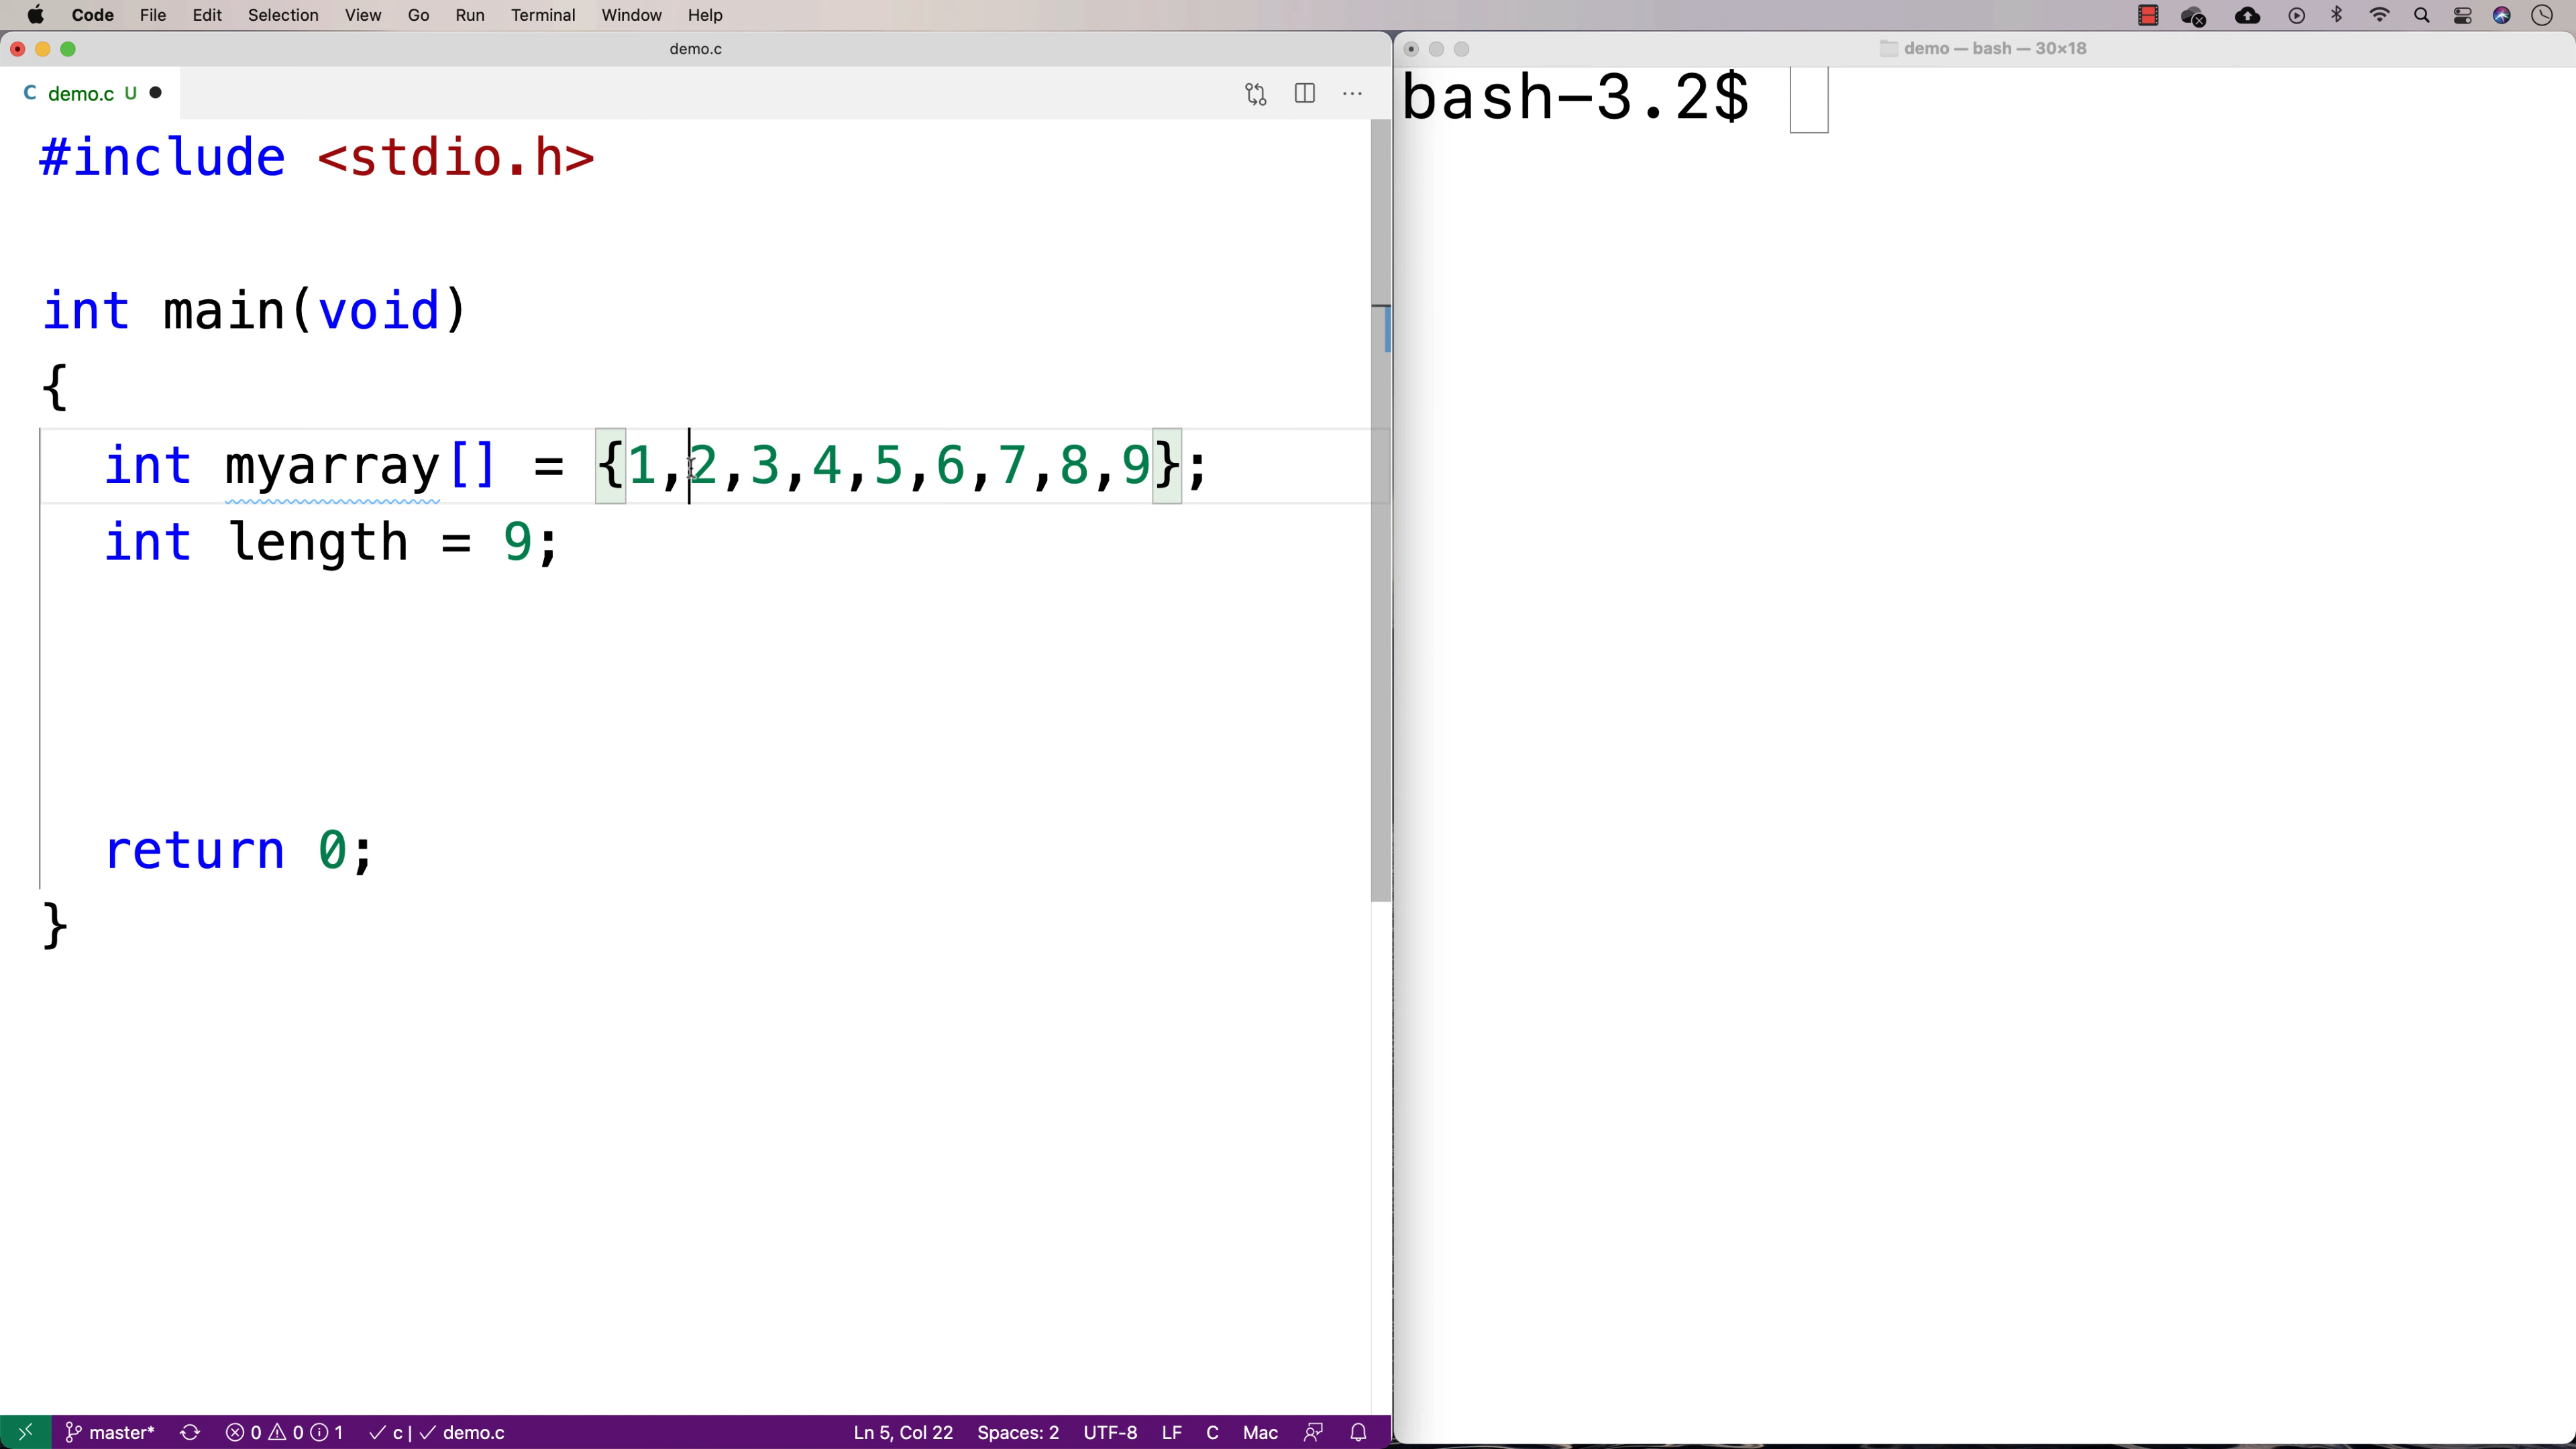 Code File Edit Selection View Go Run Terminal Window Help
demo.c
C demo.c U
#include <stdio.h>
int main(void)
{
int myarray[] = {1,2,3,4,5,6,7,8,9};
int length = 9;
return 0;
}
master* 0 0 1 c | demo.c Ln 5, Col 22 Spaces: 2 UTF-8 LF C Mac
demo — bash — 30×18
bash-3.2$